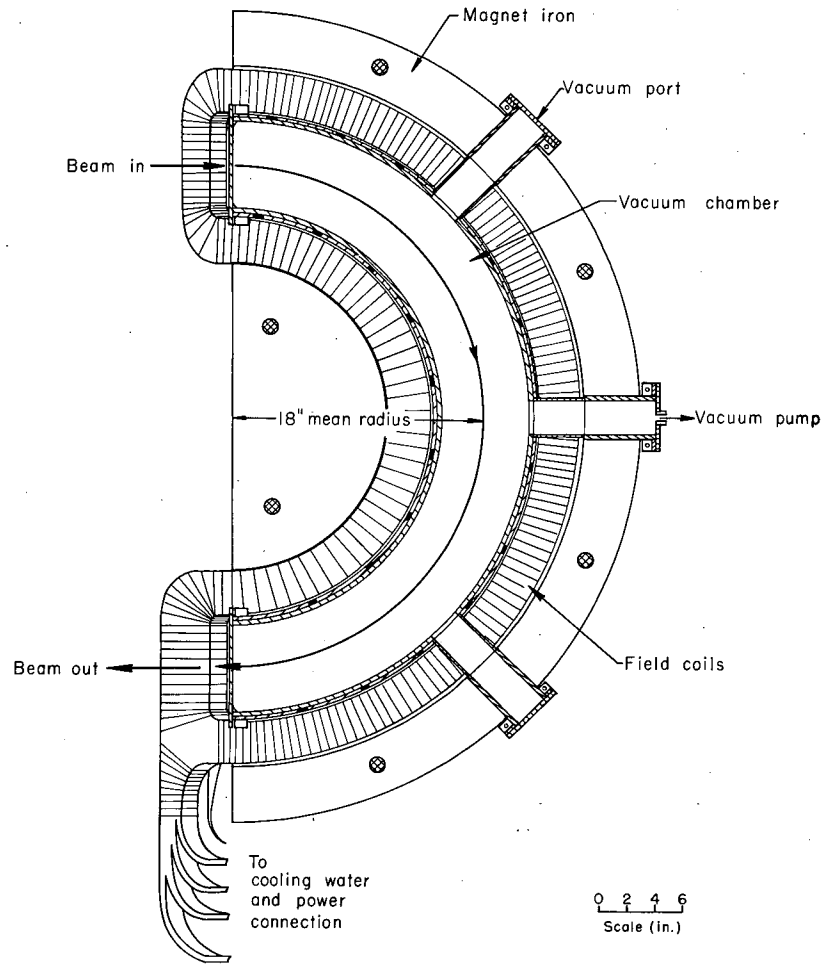 Magnet iron
Vacuum port
Beam in
Vacuum chamber
18" mean radius
Vacuum pump
Beam out
Field coils
To
cooling water
and power
connection
0 2 4 6
Scale (in.)